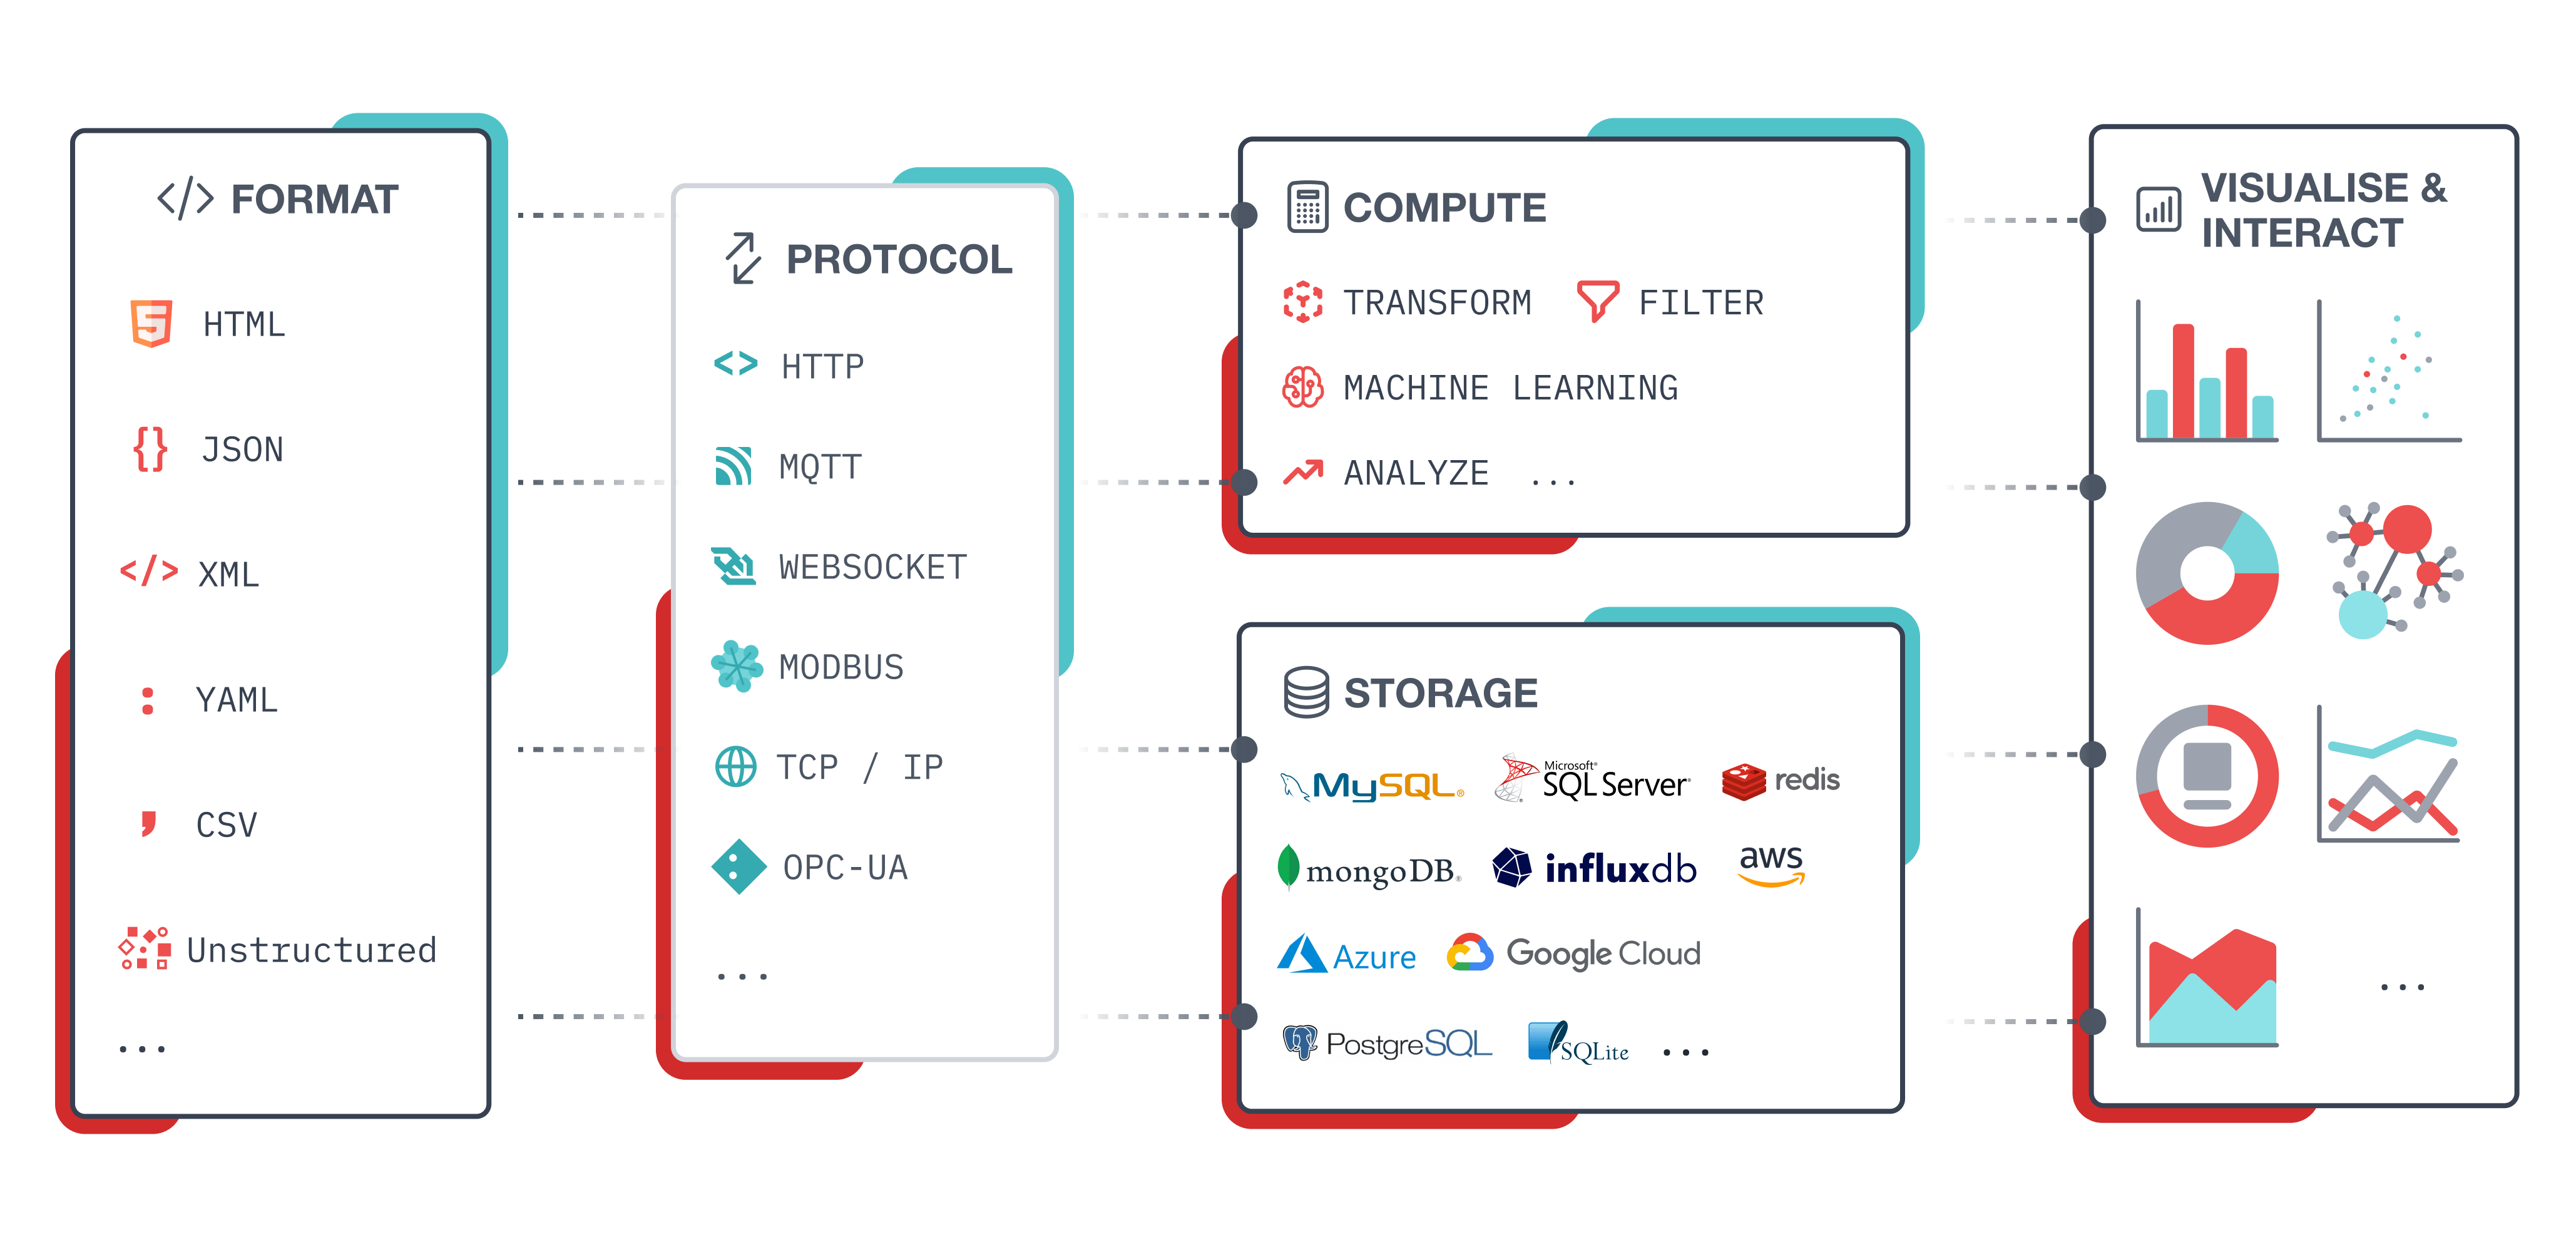 FORMAT
HTML
JSON
XML
YAML
CSV
Unstructured
...
PROTOCOL
HTTP
MQTT
WEBSOCKET
MODBUS
TCP / IP
OPC-UA
...
COMPUTE
TRANSFORM FILTER
MACHINE LEARNING
ANALYZE ...
STORAGE
MySQL® Microsoft® SQL Server® redis
mongoDB® influxdb aws
Azure Google Cloud
PostgreSQL SQLite ...
VISUALISE &
INTERACT
...